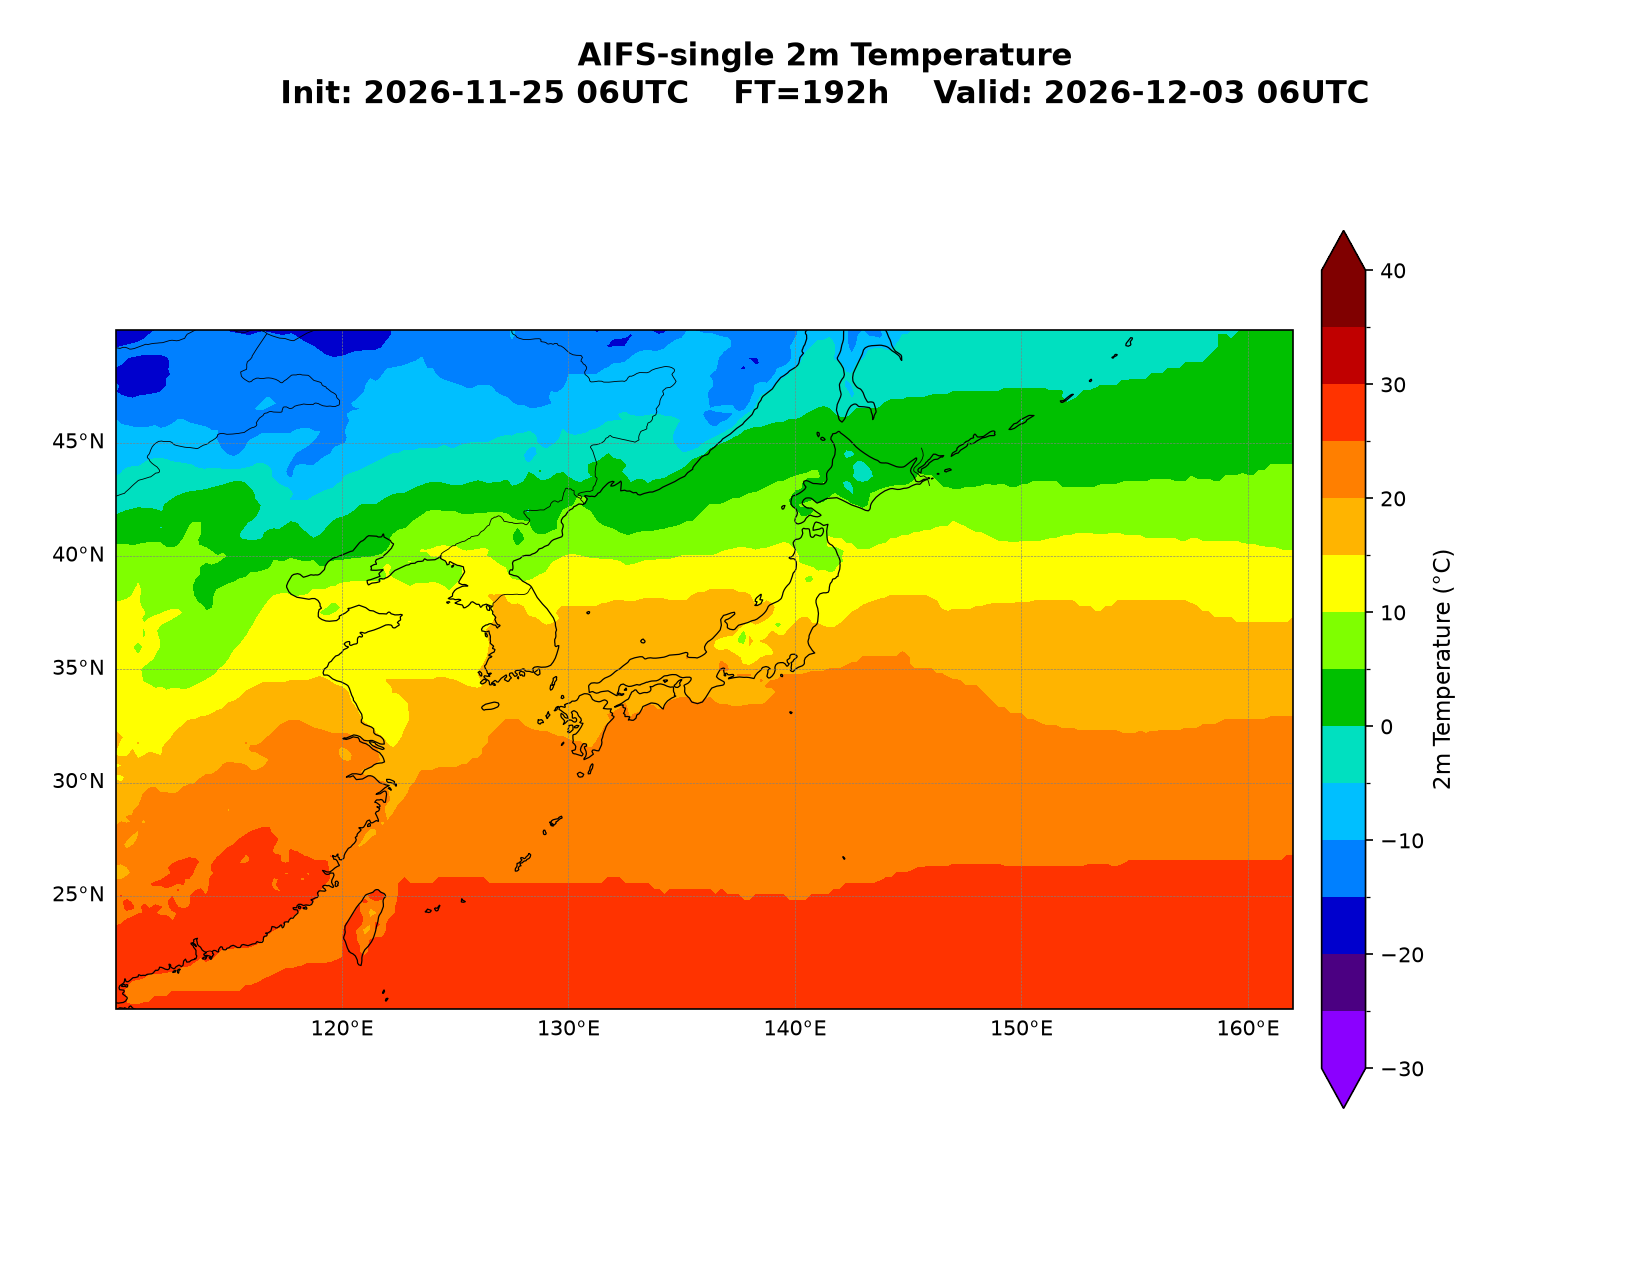 AIFS-single 2m Temperature
Init: 2026-11-25 06UTC    FT=192h    Valid: 2026-12-03 06UTC
40
30
20
10
0
−10
−20
−30
2m Temperature (°C)
45°N
40°N
35°N
30°N
25°N
120°E
130°E
140°E
150°E
160°E